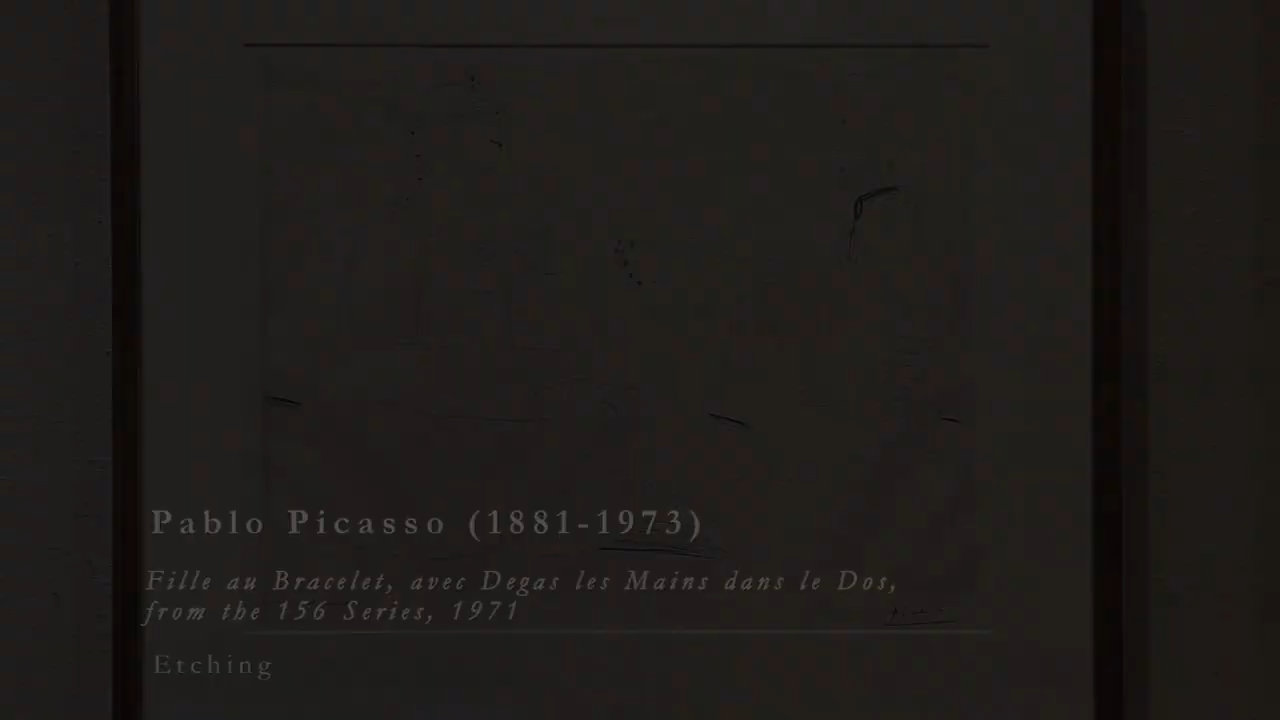 Pablo Picasso (1881-1973)
Fille au Bracelet, avec Degas les Mains dans le Dos,
from the 156 Series, 1971
Etching